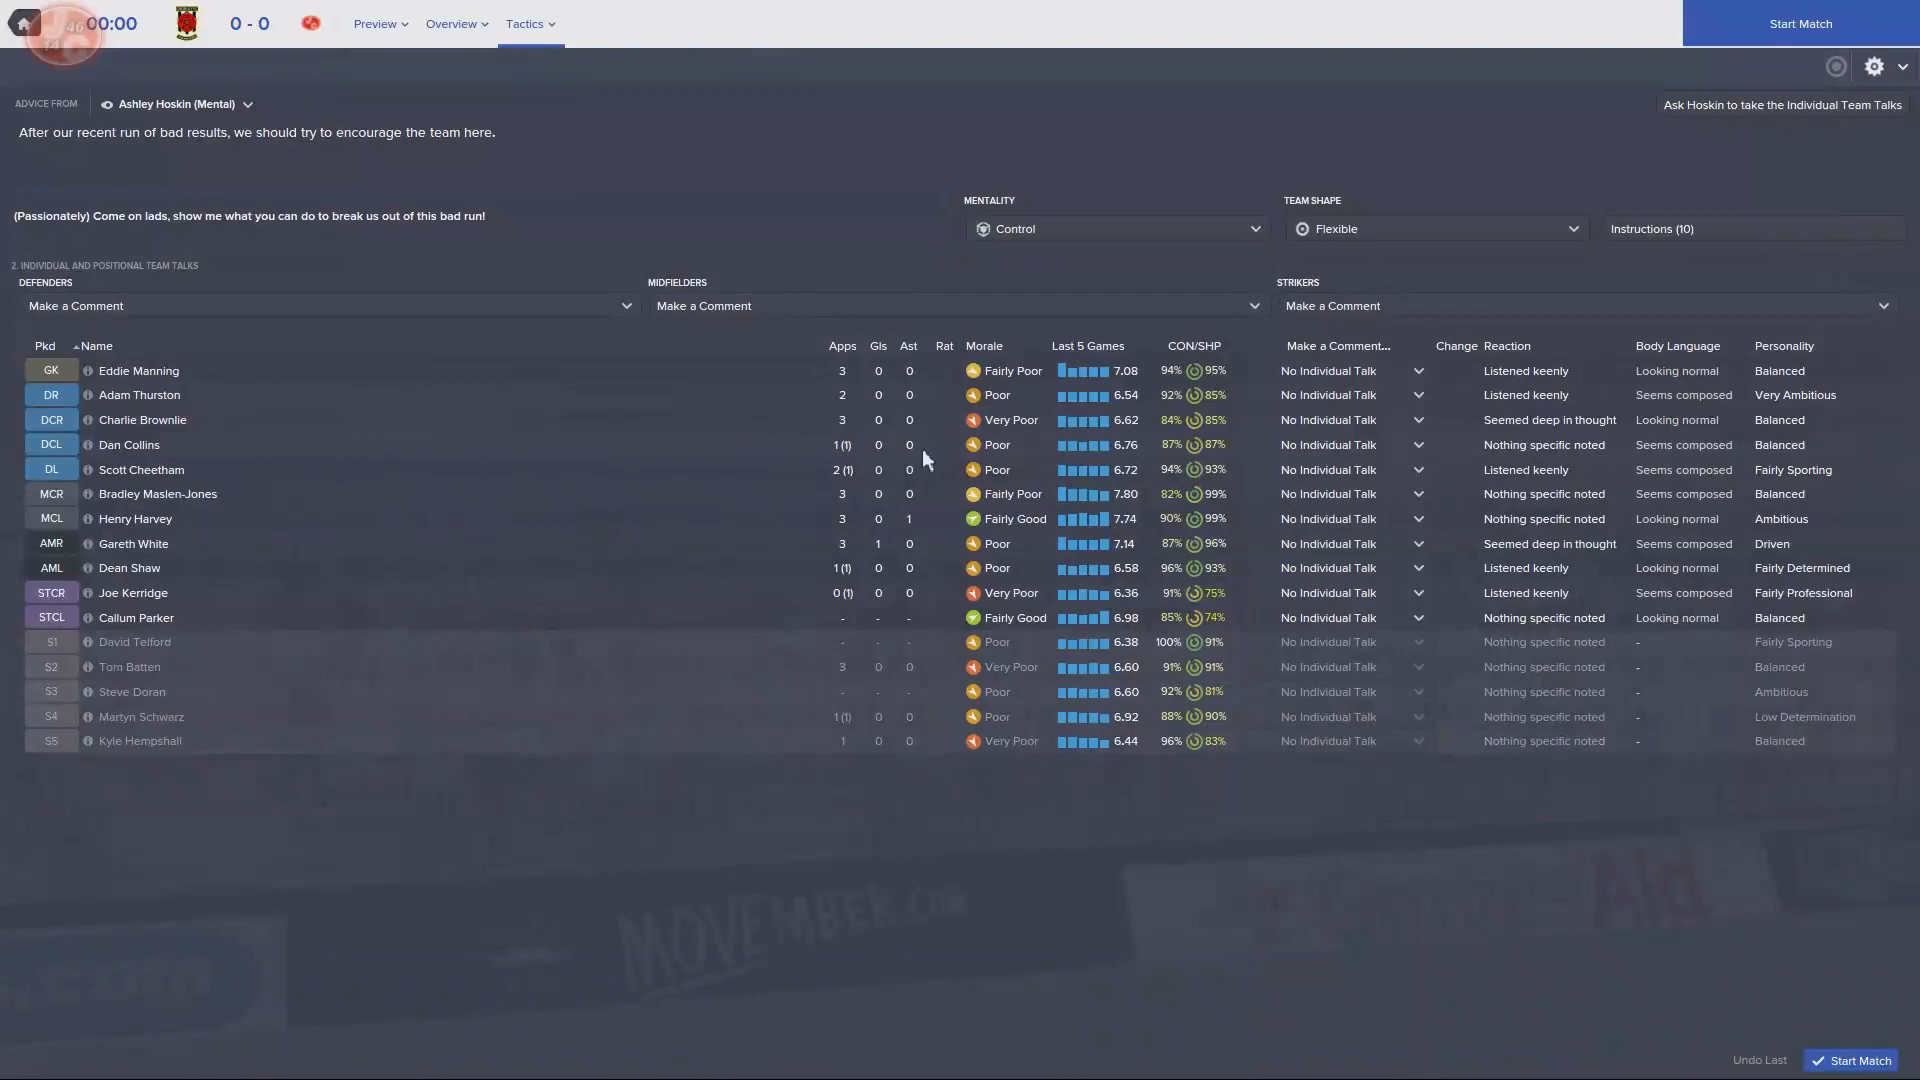 00:00 0 - 0 Preview Overview Tactics Start Match
ADVICE FROM Ashley Hoskin (Mental) Ask Hoskin to take the Individual Team Talks
After our recent run of bad results, we should try to encourage the team here.
MENTALITY TEAM SHAPE
(Passionately) Come on lads, show me what you can do to break us out of this bad run!
Control Flexible Instructions (10)
2. INDIVIDUAL AND POSITIONAL TEAM TALKS
DEFENDERS MIDFIELDERS STRIKERS
Make a Comment Make a Comment Make a Comment
Pkd Name Apps Gls Ast Rat Morale Last 5 Games CON/SHP Make a Comment... Change Reaction Body Language Personality
GK Eddie Manning 3 0 0 Fairly Poor 7.08 94% 95% No Individual Talk Listened keenly Looking normal Balanced
DR Adam Thurston 2 0 0 Poor 6.54 92% 85% No Individual Talk Listened keenly Seems composed Very Ambitious
DCR Charlie Brownlie 3 0 0 Very Poor 6.62 84% 85% No Individual Talk Seemed deep in thought Looking normal Balanced
DCL Dan Collins 1 (1) 0 0 Poor 6.76 87% 87% No Individual Talk Nothing specific noted Seems composed Balanced
DL Scott Cheetham 2 (1) 0 0 Poor 6.72 94% 93% No Individual Talk Listened keenly Seems composed Fairly Sporting
MCR Bradley Maslen-Jones 3 0 0 Fairly Poor 7.80 82% 99% No Individual Talk Nothing specific noted Seems composed Balanced
MCL Henry Harvey 3 0 1 Fairly Good 7.74 90% 99% No Individual Talk Nothing specific noted Looking normal Ambitious
AMR Gareth White 3 1 0 Poor 7.14 87% 96% No Individual Talk Seemed deep in thought Seems composed Driven
AML Dean Shaw 1 (1) 0 0 Poor 6.58 96% 93% No Individual Talk Listened keenly Looking normal Fairly Determined
STCR Joe Kerridge 0 (1) 0 0 Very Poor 6.36 91% 75% No Individual Talk Listened keenly Seems composed Fairly Professional
STCL Callum Parker - - - Fairly Good 6.98 85% 74% No Individual Talk Nothing specific noted Looking normal Balanced
S1 David Telford - - - Poor 6.38 100% 91% No Individual Talk Nothing specific noted - Fairly Sporting
S2 Tom Batten 3 0 0 Very Poor 6.60 91% 91% No Individual Talk Nothing specific noted - Balanced
S3 Steve Doran - - - Poor 6.60 92% 81% No Individual Talk Nothing specific noted - Ambitious
S4 Martyn Schwarz 1 (1) 0 0 Poor 6.92 88% 90% No Individual Talk Nothing specific noted - Low Determination
S5 Kyle Hempshall 1 0 0 Very Poor 6.44 96% 83% No Individual Talk Nothing specific noted - Balanced
MOVEMBER.COM
Undo Last Start Match